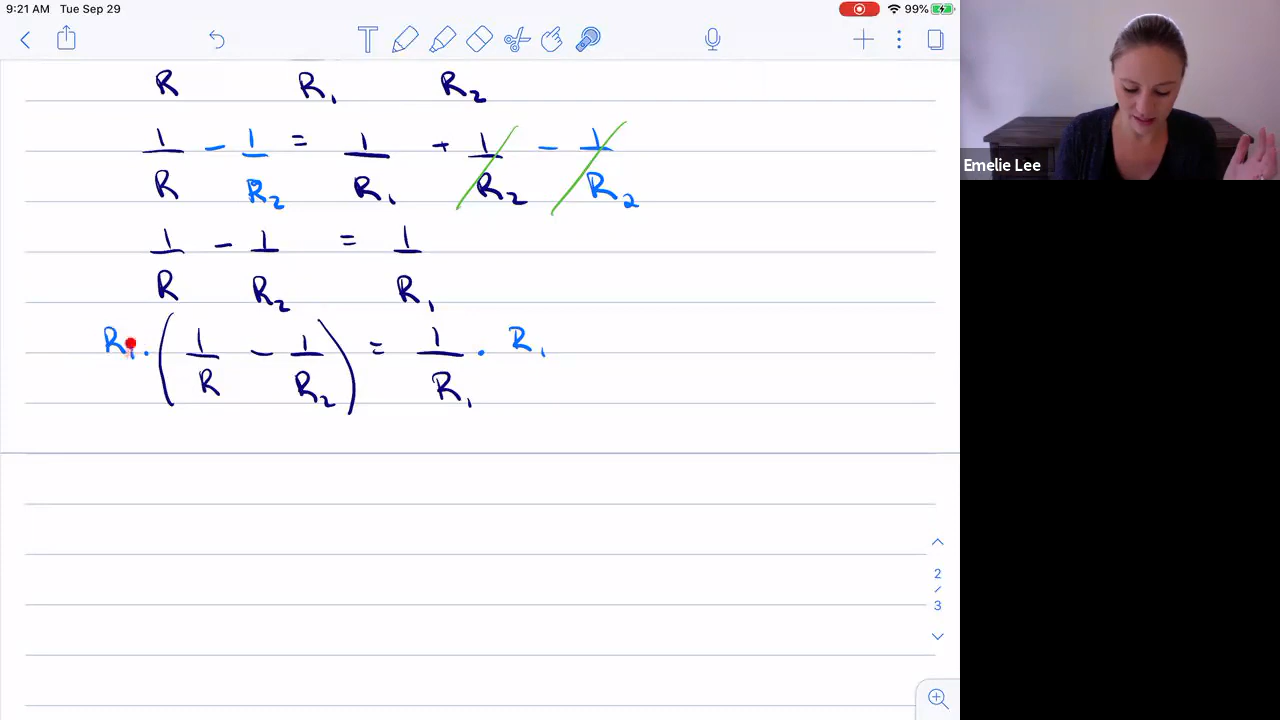 9:21 AM Tue Sep 29 99%
R R₁ R₂
1/R - 1/R₂ = 1/R₁ + 1/R₂ - 1/R₂
1/R - 1/R₂ = 1/R₁
R₁ · (1/R - 1/R₂) = 1/R₁ · R₁
Emelie Lee
2
/
3